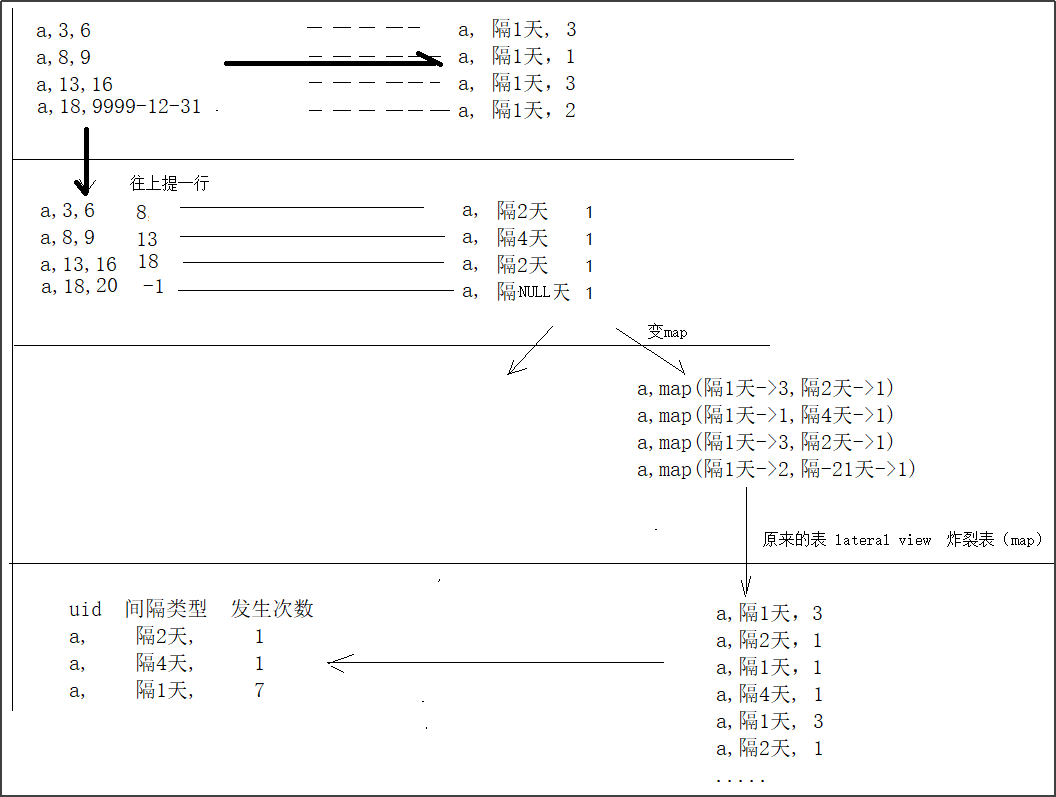 a,3,6 a, 隔1天, 3
a,8,9 a, 隔1天, 1
a,13,16 a, 隔1天, 3
a,18,9999-12-31 a, 隔1天, 2
往上提一行
a,3,6 8, a, 隔2天 1
a,8,9 13 a, 隔4天 1
a,13,16 18 a, 隔2天 1
a,18,20 -1 a, 隔NULL天 1
变map
a,map(隔1天->3,隔2天->1)
a,map(隔1天->1,隔4天->1)
a,map(隔1天->3,隔2天->1)
a,map(隔1天->2,隔-21天->1)
原来的表 lateral view 炸裂表（map）
uid 间隔类型 发生次数
a, 隔2天, 1
a, 隔4天, 1
a, 隔1天, 7
a,隔1天, 3
a,隔2天, 1
a,隔1天, 1
a,隔4天, 1
a,隔1天, 3
a,隔2天, 1
.....